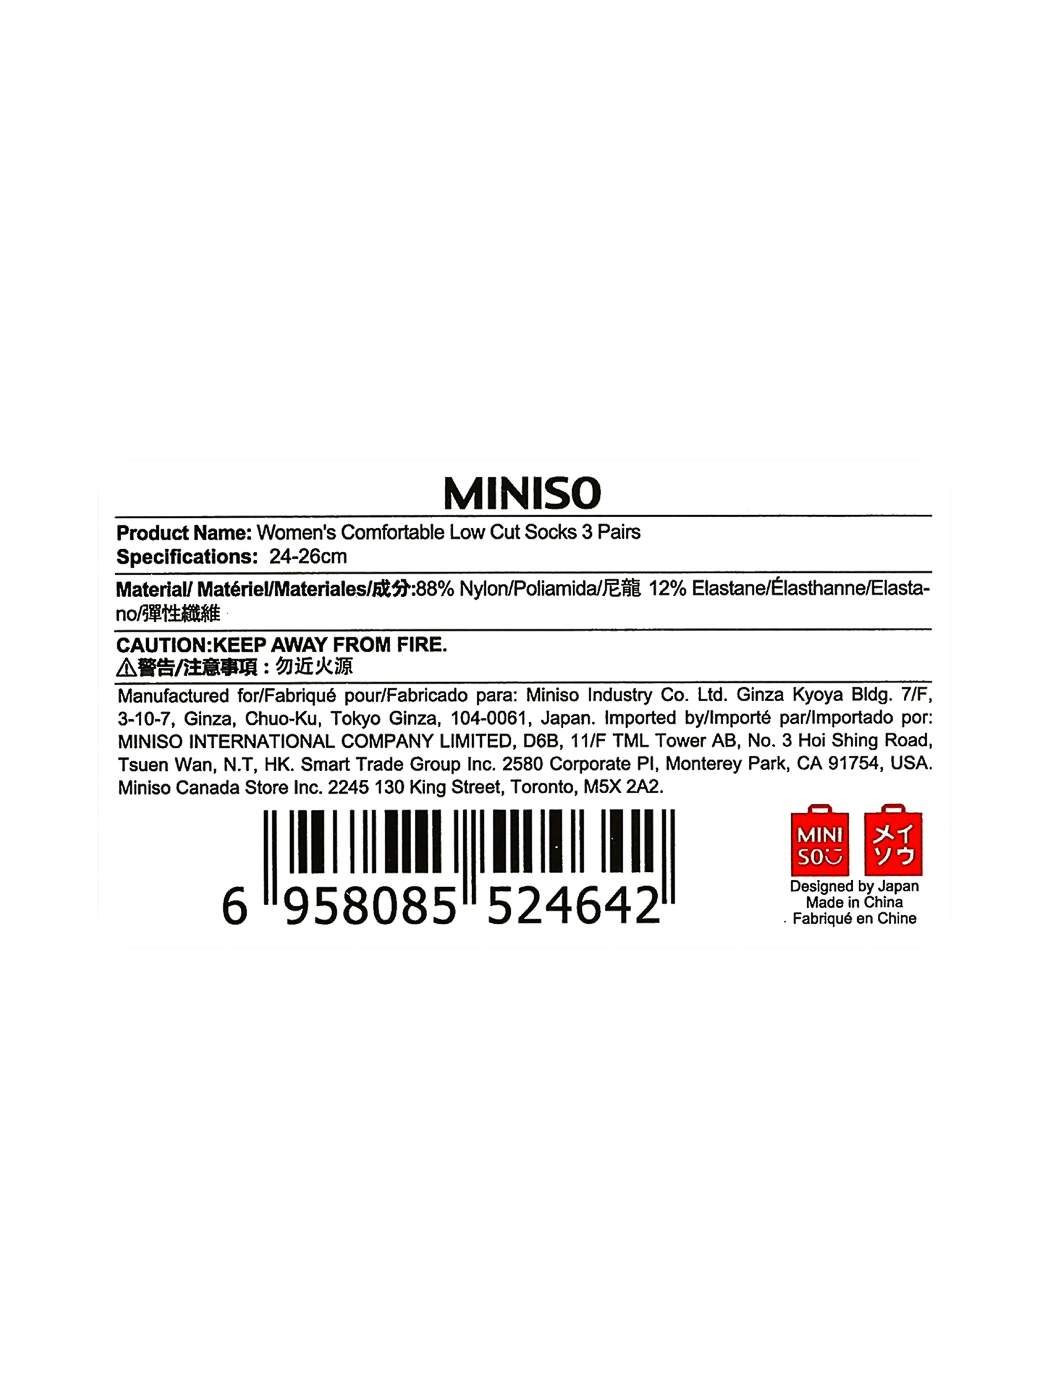 MINISO
Product Name: Women's Comfortable Low Cut Socks 3 Pairs
Specifications: 24-26cm
Material/ Matériel/Materiales/成分:88% Nylon/Poliamida/尼龍 12% Elastane/Élasthanne/Elasta-
no/彈性纖維
CAUTION:KEEP AWAY FROM FIRE.
⚠警告/注意事項：勿近火源
Manufactured for/Fabriqué pour/Fabricado para: Miniso Industry Co. Ltd. Ginza Kyoya Bldg. 7/F,
3-10-7, Ginza, Chuo-Ku, Tokyo Ginza, 104-0061, Japan. Imported by/Importé par/Importado por:
MINISO INTERNATIONAL COMPANY LIMITED, D6B, 11/F TML Tower AB, No. 3 Hoi Shing Road,
Tsuen Wan, N.T, HK. Smart Trade Group Inc. 2580 Corporate Pl, Monterey Park, CA 91754, USA.
Miniso Canada Store Inc. 2245 130 King Street, Toronto, M5X 2A2.
6 958085 524642
MINI
SO
メイ
ソウ
Designed by Japan
Made in China
Fabriqué en Chine